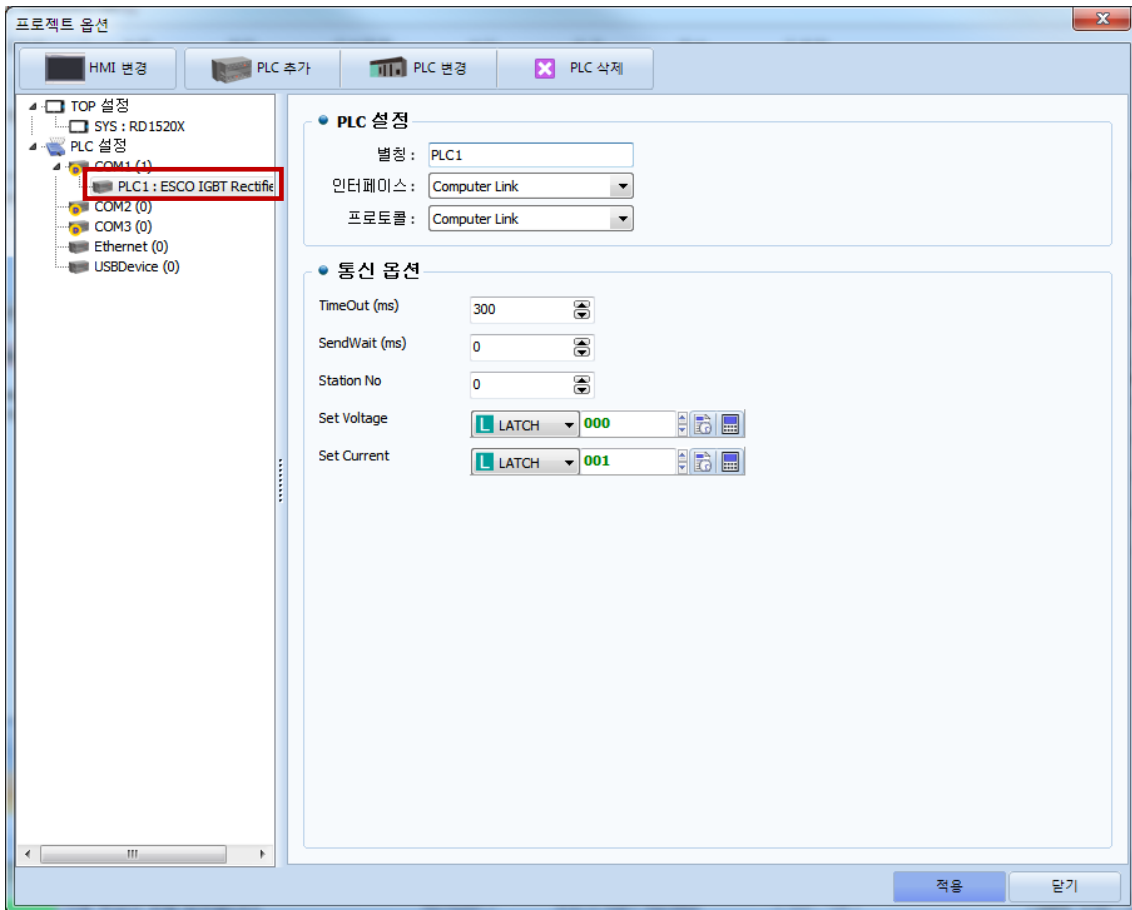 프로젝트 옵션
HMI 변경
PLC 추가
PLC 변경
PLC 삭제
TOP 설정
SYS : RD1520X
PLC 설정
COM1 (1)
PLC1 : ESCO IGBT Rectifie
COM2 (0)
COM3 (0)
Ethernet (0)
USBDevice (0)
PLC 설정
별칭 : PLC1
인터페이스 : Computer Link
프로토콜 : Computer Link
통신 옵션
TimeOut (ms) 300
SendWait (ms) 0
Station No 0
Set Voltage L LATCH 000
Set Current L LATCH 001
적용
닫기